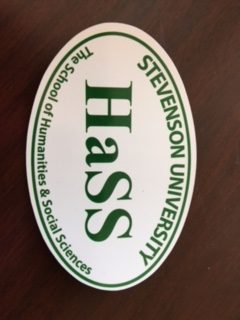 STEVENSON UNIVERSITY
HaSS
The School of Humanities & Social Sciences